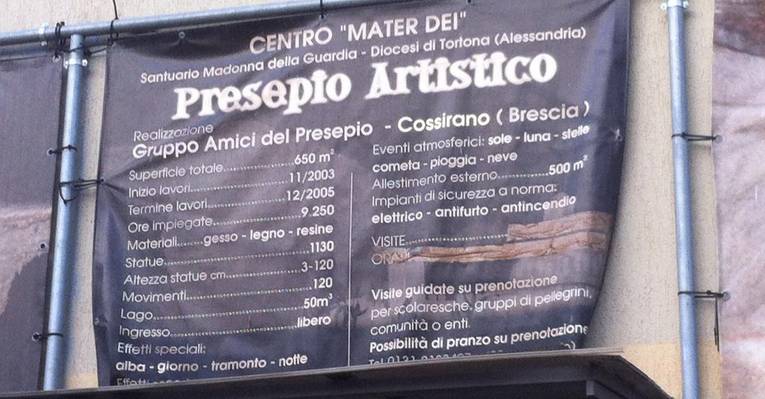 CENTRO "MATER DEI"
Santuario Madonna della Guardia - Diocesi di Tortona (Alessandria)
Presepio Artistico
Realizzazione
Gruppo Amici del Presepio - Cossirano ( Brescia )
Superficie totale..................650 m²
Inizio lavori..................11/2003
Termine lavori..................12/2005
Ore impiegate..................9.250
Materiali.......gesso - legno - resine
Statue..................1130
Altezza statue cm..................3-120
Movimenti..................120
Lago..................50m³
Ingresso..................libero
Effetti speciali:
alba - giorno - tramonto - notte
Eventi atmosferici: sole - luna - stelle
cometa - pioggia - neve
Allestimento esterno............500 m²
Impianti di sicurezza a norma:
elettrico - antifurto - antincendio
VISITE..................
ORARI
Visite guidate su prenotazione
per scolaresche, gruppi di pellegrini,
comunità o enti.
Possibilità di pranzo su prenotazione
Tel